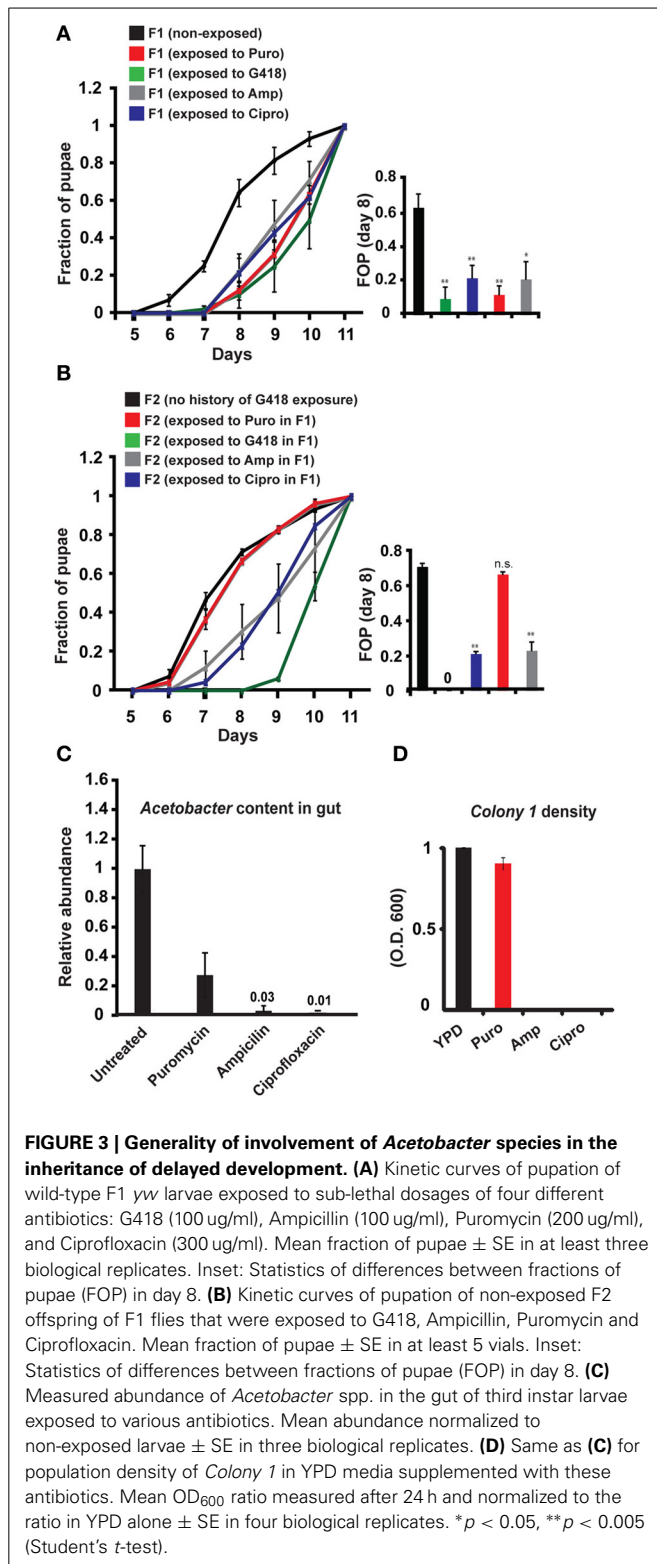 A
F1 (non-exposed)
F1 (exposed to Puro)
F1 (exposed to G418)
F1 (exposed to Amp)
F1 (exposed to Cipro)
Fraction of pupae
1.2
1
0.8
0.6
0.4
0.2
0
5 6 7 8 9 10 11
Days
FOP (day 8)
0.8
0.6
0.4
0.2
0
** ** ** *
B
F2 (no history of G418 exposure)
F2 (exposed to Puro in F1)
F2 (exposed to G418 in F1)
F2 (exposed to Amp in F1)
F2 (exposed to Cipro in F1)
Fraction of pupae
1.2
1
0.8
0.6
0.4
0.2
0
5 6 7 8 9 10 11
Days
FOP (day 8)
0.8
0.6
0.4
0.2
0
0 ** n.s. **
C
Acetobacter content in gut
Relative abundance
1.6
1.4
1.2
1
0.8
0.6
0.4
0.2
0
0.03 0.01
Untreated
Puromycin
Ampicilin
Ciprofloxacin
D
Colony 1 density
(O.D. 600)
1
0.5
0
YPD
Puro
Amp
Cipro
FIGURE 3 | Generality of involvement of Acetobacter species in the
inheritance of delayed development. (A) Kinetic curves of pupation of
wild-type F1 yw larvae exposed to sub-lethal dosages of four different
antibiotics: G418 (100 ug/ml), Ampicillin (100 ug/ml), Puromycin (200 ug/ml),
and Ciprofloxacin (300 ug/ml). Mean fraction of pupae ± SE in at least three
biological replicates. Inset: Statistics of differences between fractions of
pupae (FOP) in day 8. (B) Kinetic curves of pupation of non-exposed F2
offspring of F1 flies that were exposed to G418, Ampicillin, Puromycin and
Ciprofloxacin. Mean fraction of pupae ± SE in at least 5 vials. Inset:
Statistics of differences between fractions of pupae (FOP) in day 8. (C)
Measured abundance of Acetobacter spp. in the gut of third instar larvae
exposed to various antibiotics. Mean abundance normalized to
non-exposed larvae ± SE in three biological replicates. (D) Same as (C) for
population density of Colony 1 in YPD media supplemented with these
antibiotics. Mean OD600 ratio measured after 24 h and normalized to the
ratio in YPD alone ± SE in four biological replicates. *p < 0.05, **p < 0.005
(Student's t-test).